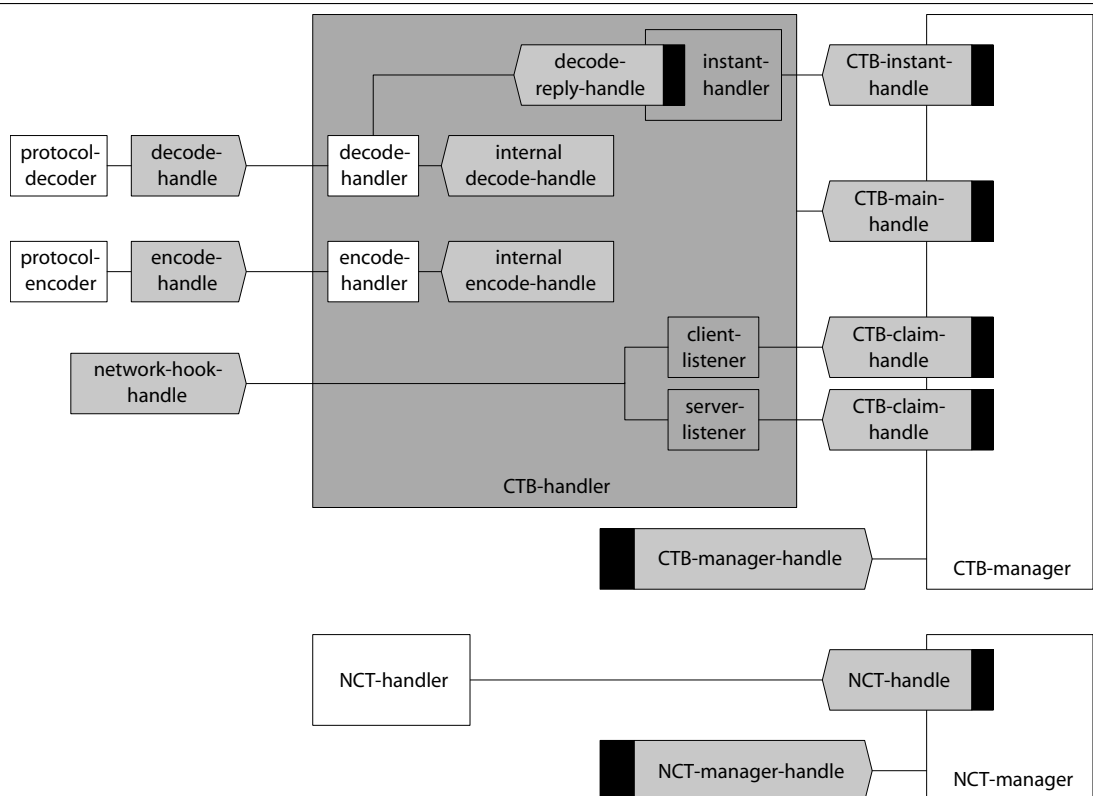 decode-
reply-handle
instant-
handler
CTB-instant-
handle
protocol-
decoder
decode-
handle
decode-
handler
internal
decode-handle
CTB-main-
handle
protocol-
encoder
encode-
handle
encode-
handler
internal
encode-handle
client-
listener
CTB-claim-
handle
network-hook-
handle
server-
listener
CTB-claim-
handle
CTB-handler
CTB-manager-handle
CTB-manager
NCT-handler
NCT-handle
NCT-manager-handle
NCT-manager